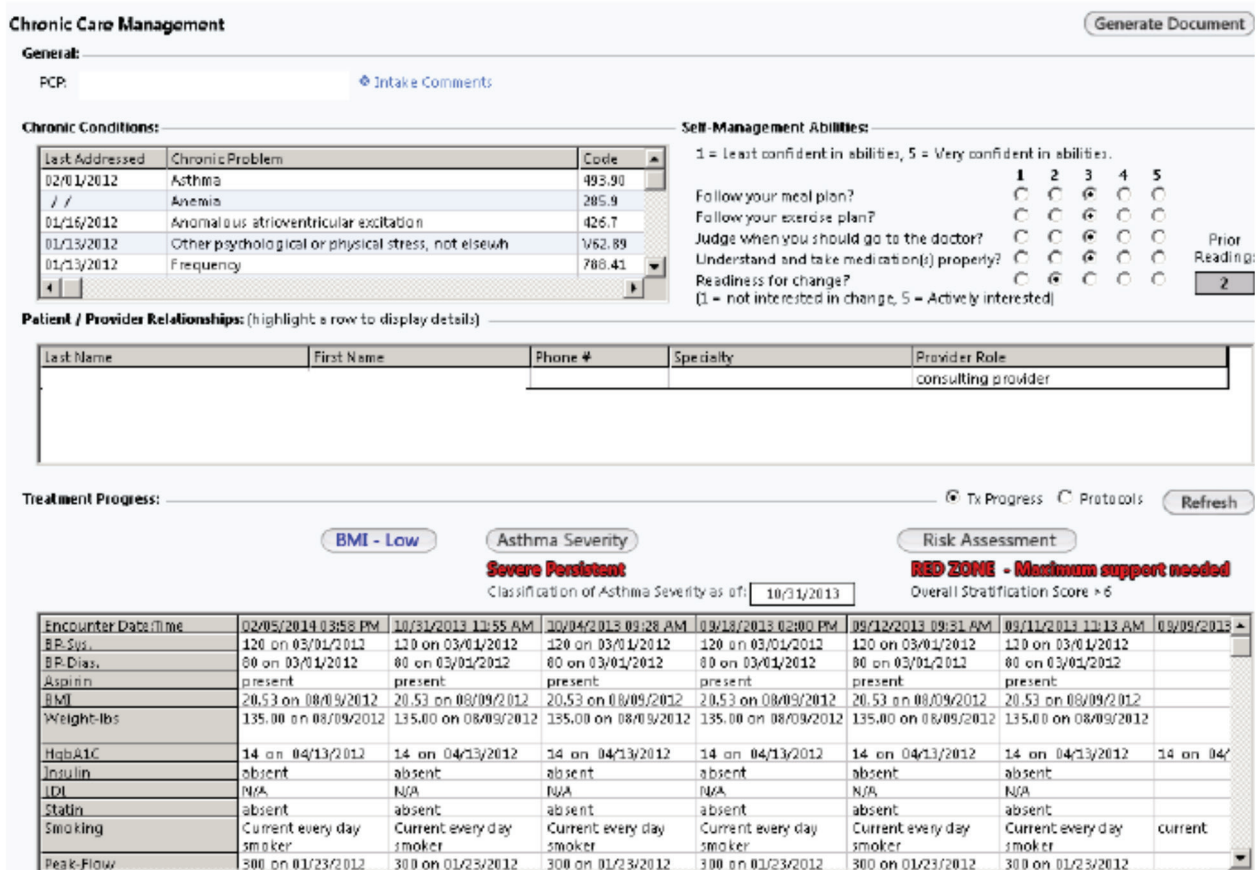 Chronic Care Management Generate Document
General:
PCP: Intake Comments
Chronic Conditions: Self-Management Abilities:
Last Addressed Chronic Problem Code 1 = Least confident in abilities, 5 = Very confident in abilities.
02/01/2012 Asthma 493.90 1 2 3 4 5
/ / Anemia 285.9 Follow your meal plan?
01/16/2012 Anomalous atrioventricular excitation 426.7 Follow your exercise plan?
01/13/2012 Other psychological or physical stress, not elsewh V62.89 Judge when you should go to the doctor? Prior
01/13/2012 Frequency 788.41 Understand and take medication(s) properly? Reading:
Readiness for change? 2
(1 = not interested in change, 5 = Actively interested)
Patient / Provider Relationships: (highlight a row to display details)
Last Name First Name Phone # Specialty Provider Role
consulting provider
Treatment Progress: Tx Progress Protocols Refresh
BMI - Low Asthma Severity Risk Assessment
Severe Persistent RED ZONE - Maximum support needed
Classification of Asthma Severity as of: 10/31/2013 Overall Stratification Score > 6
Encounter Date:Time 02/05/2014 03:58 PM 10/31/2013 11:55 AM 10/04/2013 09:28 AM 09/18/2013 02:00 PM 09/12/2013 09:31 AM 09/11/2013 11:13 AM 09/09/2013
BP-Sys. 120 on 03/01/2012 120 on 03/01/2012 120 on 03/01/2012 120 on 03/01/2012 120 on 03/01/2012 120 on 03/01/2012
BP-Dias. 80 on 03/01/2012 80 on 03/01/2012 80 on 03/01/2012 80 on 03/01/2012 80 on 03/01/2012 80 on 03/01/2012
Aspirin present present present present present present
BMI 20.53 on 08/09/2012 20.53 on 08/09/2012 20.53 on 08/09/2012 20.53 on 08/09/2012 20.53 on 08/09/2012 20.53 on 08/09/2012
Weight-lbs 135.00 on 08/09/2012 135.00 on 08/09/2012 135.00 on 08/09/2012 135.00 on 08/09/2012 135.00 on 08/09/2012 135.00 on 08/09/2012
HgbA1C 14 on 04/13/2012 14 on 04/13/2012 14 on 04/13/2012 14 on 04/13/2012 14 on 04/13/2012 14 on 04/13/2012 14 on 04/
Insulin absent absent absent absent absent absent
LDL N/A N/A N/A N/A N/A N/A
Statin absent absent absent absent absent absent
Smoking Current every day Current every day Current every day Current every day Current every day Current every day current
smoker smoker smoker smoker smoker smoker
Peak-Flow 300 on 01/23/2012 300 on 01/23/2012 300 on 01/23/2012 300 on 01/23/2012 300 on 01/23/2012 300 on 01/23/2012